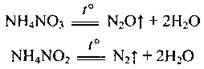 NH4NO3 =(t°)= N2O↑ + 2H2O
NH4NO2 =(t°)= N2↑ + 2H2O